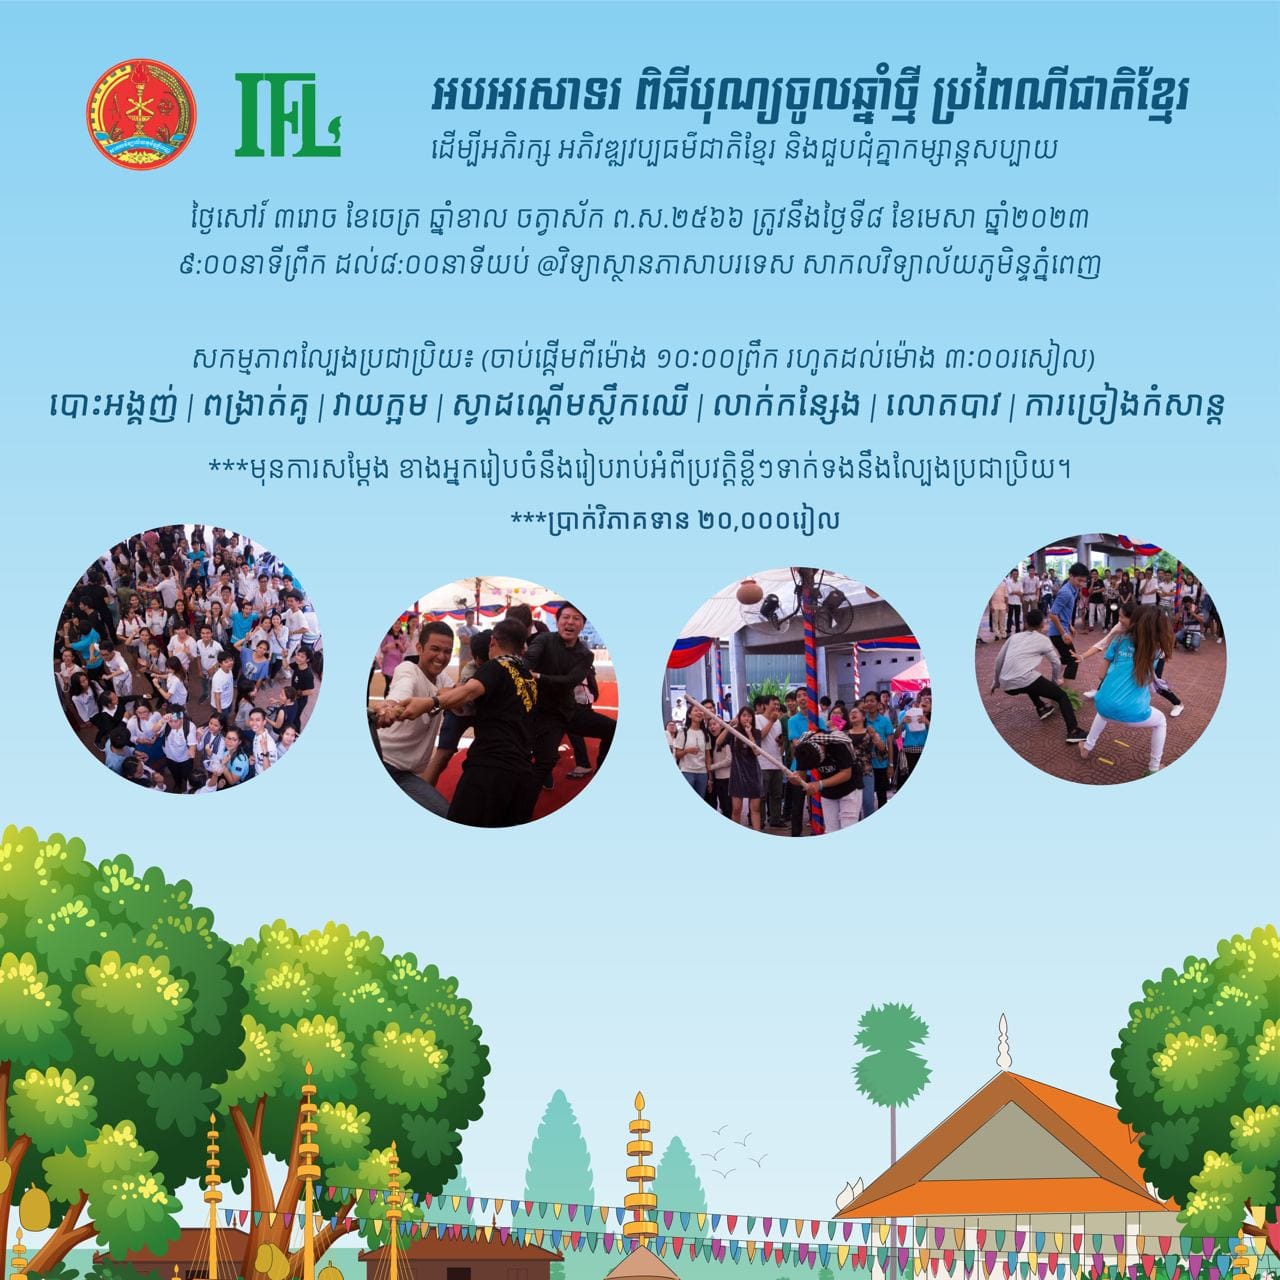 IFL
អបអរសាទរ ពិធីបុណ្យចូលឆ្នាំថ្មី ប្រពៃណីជាតិខ្មែរ
ដើម្បីអភិរក្ស អភិវឌ្ឍវប្បធម៌ជាតិខ្មែរ និងជួបជុំគ្នាកម្សាន្តសប្បាយ
ថ្ងៃសៅរ៍ ៣រោច ខែចេត្រ ឆ្នាំខាល ចត្វាស័ក ព.ស.២៥៦៦ ត្រូវនឹងថ្ងៃទី៨ ខែមេសា ឆ្នាំ២០២៣
៩:០០នាទីព្រឹក ដល់៨:០០នាទីយប់ @វិទ្យាស្ថានភាសាបរទេស សាកលវិទ្យាល័យភូមិន្ទភ្នំពេញ
សកម្មភាពល្បែងប្រជាប្រិយ៖ (ចាប់ផ្តើមពីម៉ោង ១០:០០ព្រឹក រហូតដល់ម៉ោង ៣:០០រសៀល)
បោះអង្គញ់ | ពង្រាត់គូ | វាយក្អម | ស្វាដណ្តើមស្លឹកឈើ | លាក់កន្សែង | លោតបាវ | ការច្រៀងកំសាន្ត
***មុនការសម្តែង ខាងអ្នករៀបចំនឹងរៀបរាប់អំពីប្រវត្តិខ្លីៗទាក់ទងនឹងល្បែងប្រជាប្រិយ។
***ប្រាក់វិភាគទាន ២០,០០០រៀល